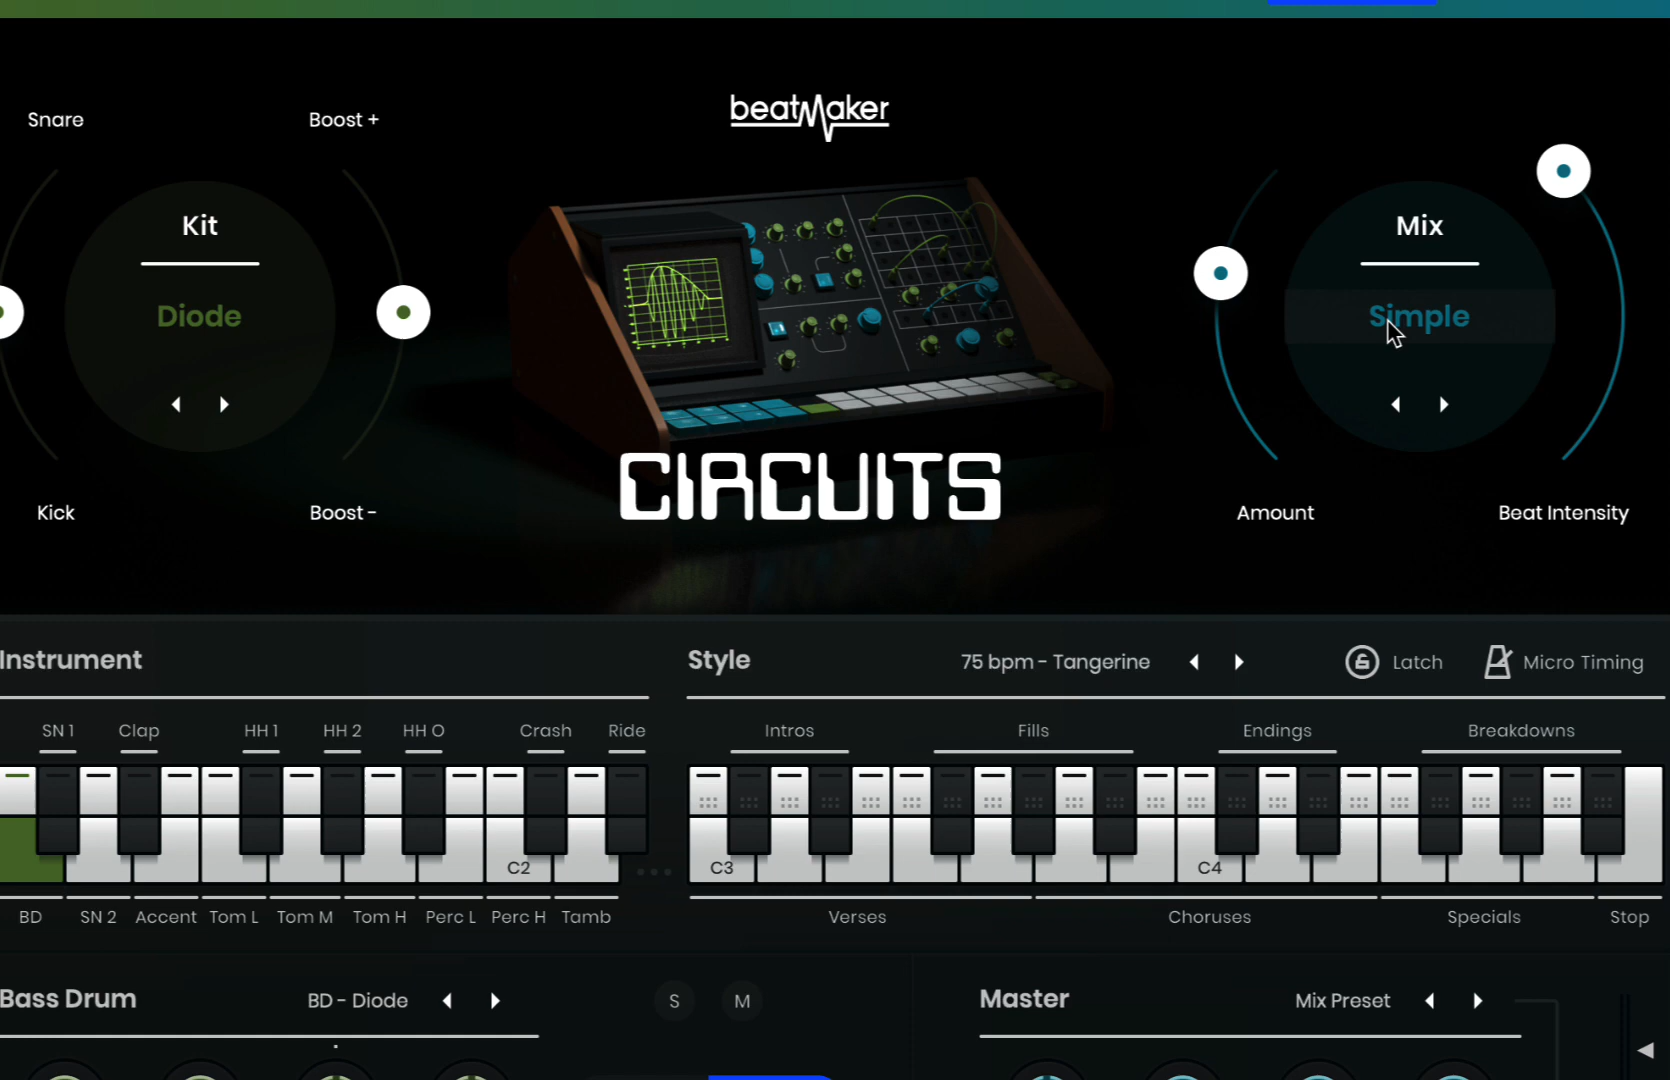 beatMaker
Snare
Boost +
Kit
Diode
Kick
Boost -
CIRCUITS
Mix
Simple
Amount
Beat Intensity
Instrument
Style
75 bpm - Tangerine
Latch
Micro Timing
SN 1
Clap
HH 1
HH 2
HH O
Crash
Ride
Intros
Fills
Endings
Breakdowns
C2
C3
C4
BD
SN 2
Accent
Tom L
Tom M
Tom H
Perc L
Perc H
Tamb
Verses
Choruses
Specials
Stop
Bass Drum
BD - Diode
S
M
Master
Mix Preset